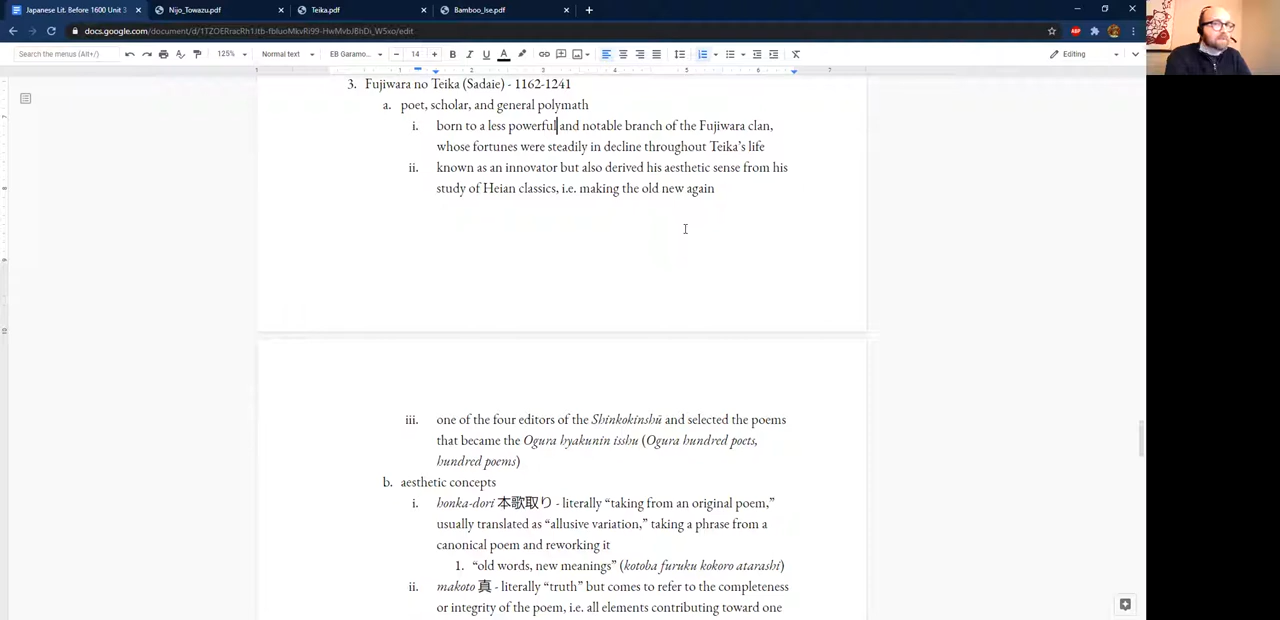 Japanese Lit. Before 1600 Unit 3
Nijo_Towazu.pdf
Teika.pdf
Bamboo_Ise.pdf
Search the menus (Alt+/)
125%
Normal text
EB Garamo...
14
Editing
3. Fujiwara no Teika (Sadaie) - 1162-1241
a. poet, scholar, and general polymath
i. born to a less powerful and notable branch of the Fujiwara clan,
whose fortunes were steadily in decline throughout Teika’s life
ii. known as an innovator but also derived his aesthetic sense from his
study of Heian classics, i.e. making the old new again
iii. one of the four editors of the Shinkokinshū and selected the poems
that became the Ogura hyakunin isshu (Ogura hundred poets,
hundred poems)
b. aesthetic concepts
i. honka-dori 本歌取り - literally “taking from an original poem,”
usually translated as “allusive variation,” taking a phrase from a
canonical poem and reworking it
1. “old words, new meanings” (kotoba furuku kokoro atarashi)
ii. makoto 真 - literally “truth” but comes to refer to the completeness
or integrity of the poem, i.e. all elements contributing toward one